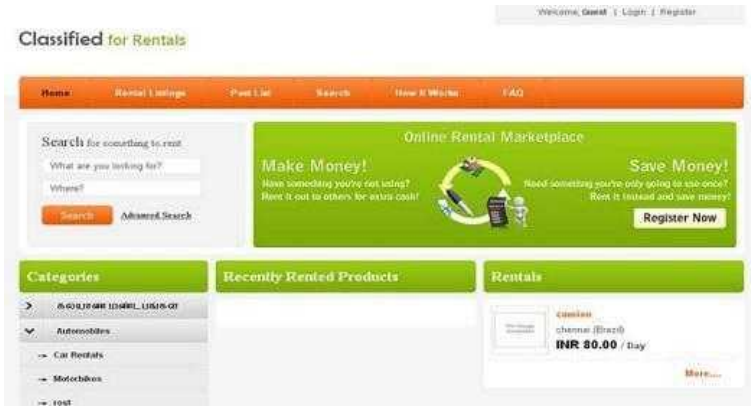 Welcome, Guest | Login | Register
Classified for Rentals
Home Rental Listings Post List Search How It Works FAQ
Search for something to rent
What are you looking for?
Where?
Search Advanced Search
Online Rental Marketplace
Make Money!
Have something you're not using?
Rent it out to others for extra cash!
Save Money!
Need something you're only going to use once?
Rent it instead and save money!
Register Now
Categories
Automobiles
Car Rentals
Motorbikes
Recently Rented Products
Rentals
camion
chennai (Brazil)
INR 80.00 / Day
More....